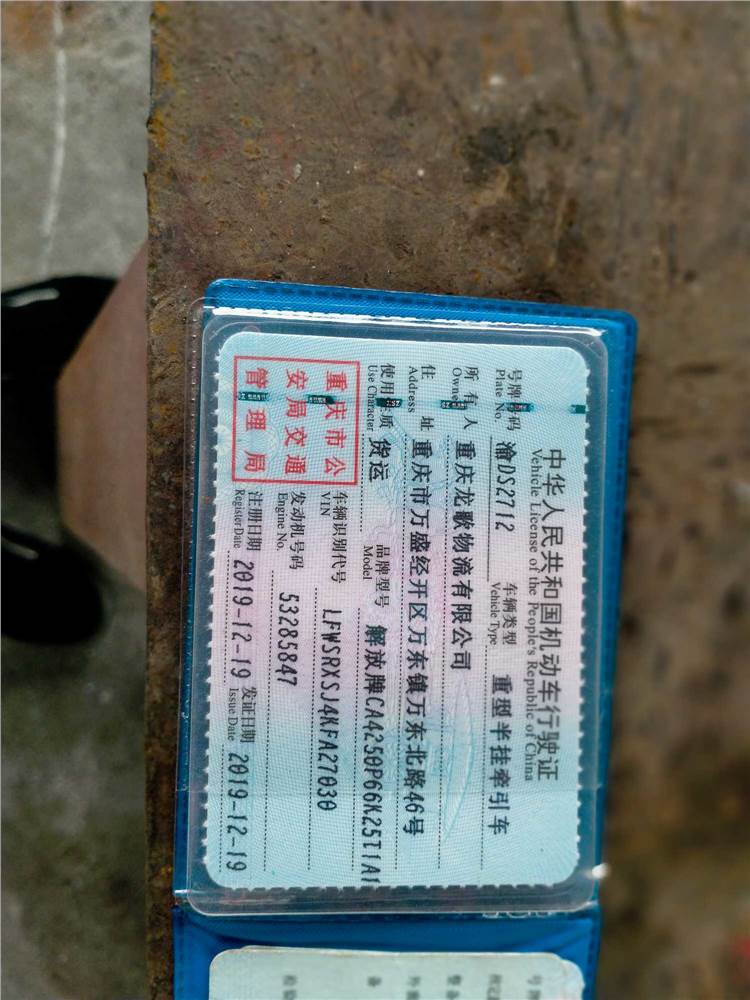 中华人民共和国机动车行驶证
Vehicle License of the People's Republic of China
号牌号码 渝DS2712 车辆类型 重型半挂牵引车
Plate No. Vehicle Type
所有人 重庆龙歌物流有限公司
Owner
住址 重庆市万盛经开区万东镇万东北路46号
Address
使用性质 货运 品牌型号 解放牌CA4250P66K25T1A1
Use Character Model
重庆市公
安局交通
管理局
车辆识别代号 LFWSRXSJ4KFA27030
VIN
发动机号码 53285847
Engine No.
注册日期 2019-12-19 发证日期 2019-12-19
Register Date Issue Date